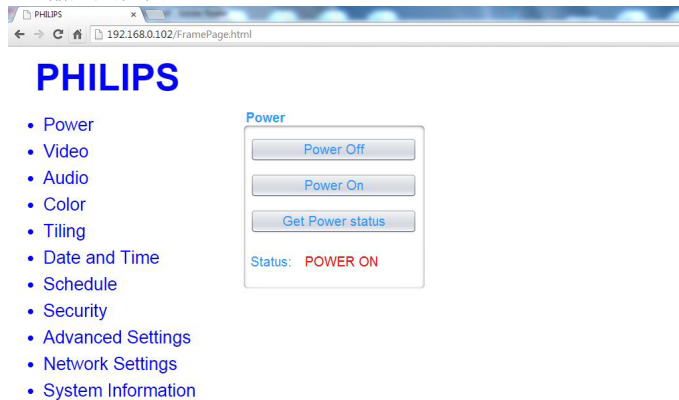 PHILIPS
192.168.0.102/FramePage.html
PHILIPS
Power
Video
Audio
Color
Tiling
Date and Time
Schedule
Security
Advanced Settings
Network Settings
System Information
Power
Power Off
Power On
Get Power status
Status: POWER ON